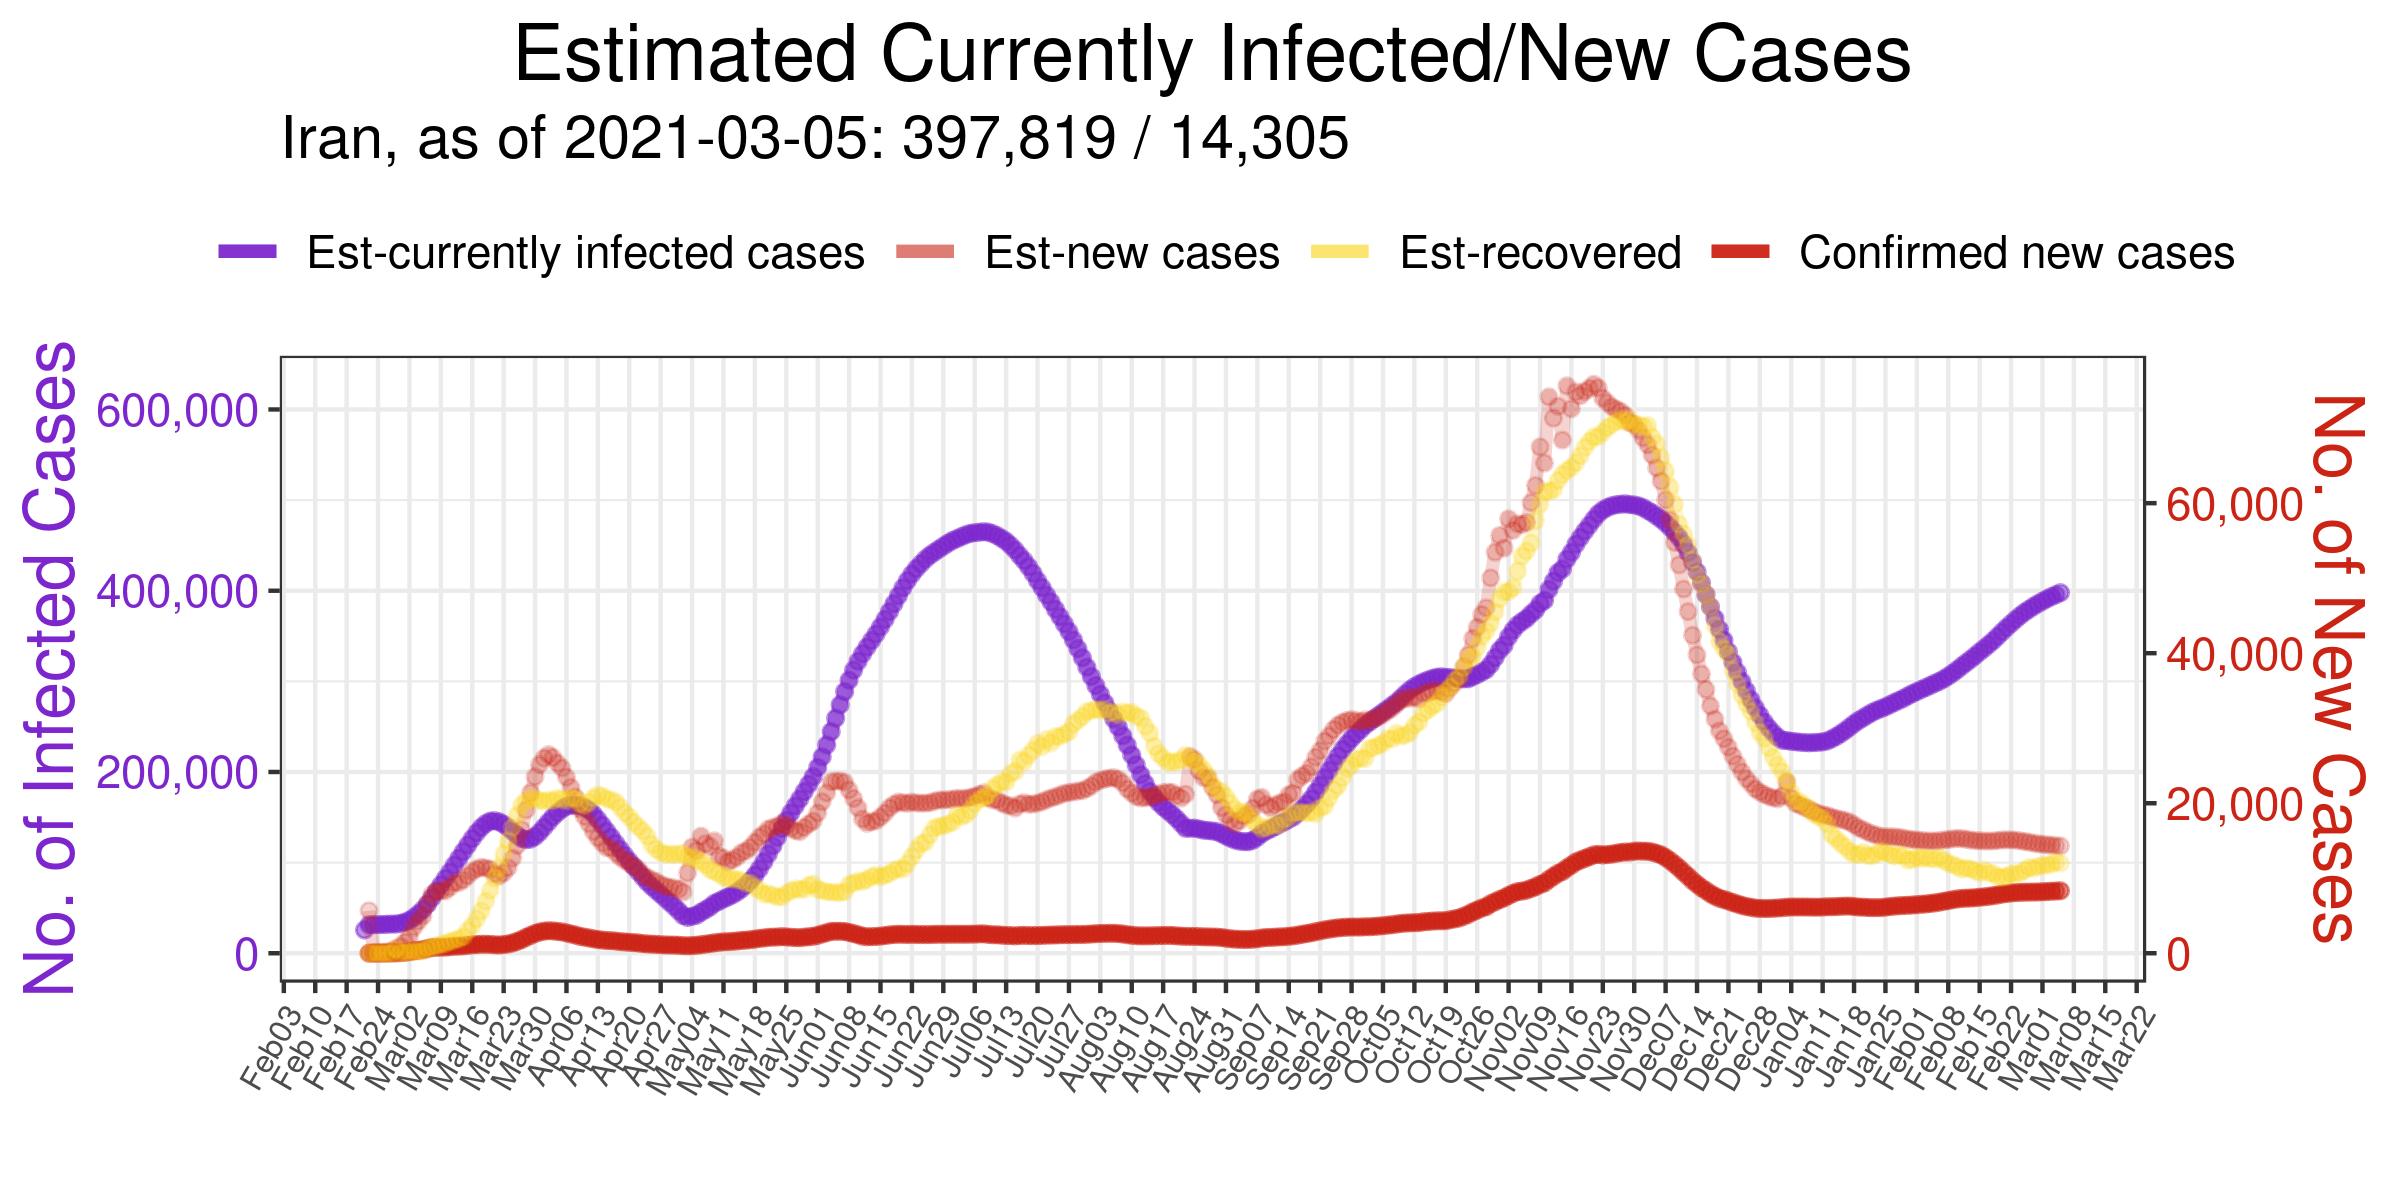 Estimated Currently Infected/New Cases
Iran, as of 2021-03-05: 397,819 / 14,305
Est-currently infected cases
Est-new cases
Est-recovered
Confirmed new cases
No. of Infected Cases
600,000
400,000
200,000
0
60,000
40,000
20,000
0
No. of New Cases
Feb03
Feb10
Feb17
Feb24
Mar02
Mar09
Mar16
Mar23
Mar30
Apr06
Apr13
Apr20
Apr27
May04
May11
May18
May25
Jun01
Jun08
Jun15
Jun22
Jun29
Jul06
Jul13
Jul20
Jul27
Aug03
Aug10
Aug17
Aug24
Aug31
Sep07
Sep14
Sep21
Sep28
Oct05
Oct12
Oct19
Oct26
Nov02
Nov09
Nov16
Nov23
Nov30
Dec07
Dec14
Dec21
Dec28
Jan04
Jan11
Jan18
Jan25
Feb01
Feb08
Feb15
Feb22
Mar01
Mar08
Mar15
Mar22